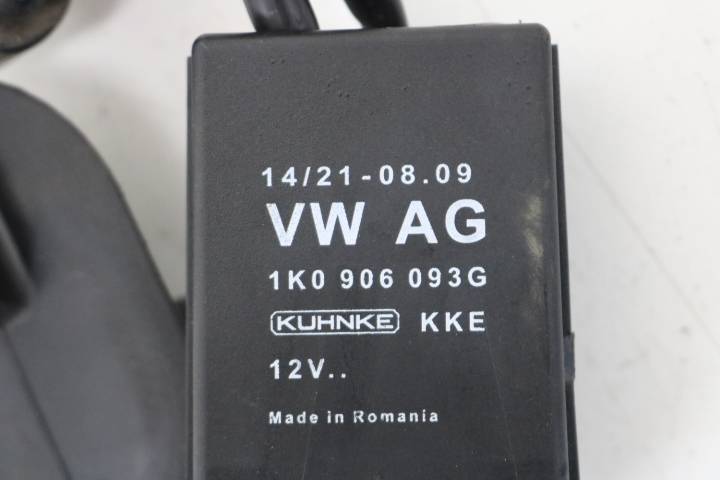 14/21-08.09
VW AG
1K0 906 093G
KUHNKE KKE
12V..
Made in Romania